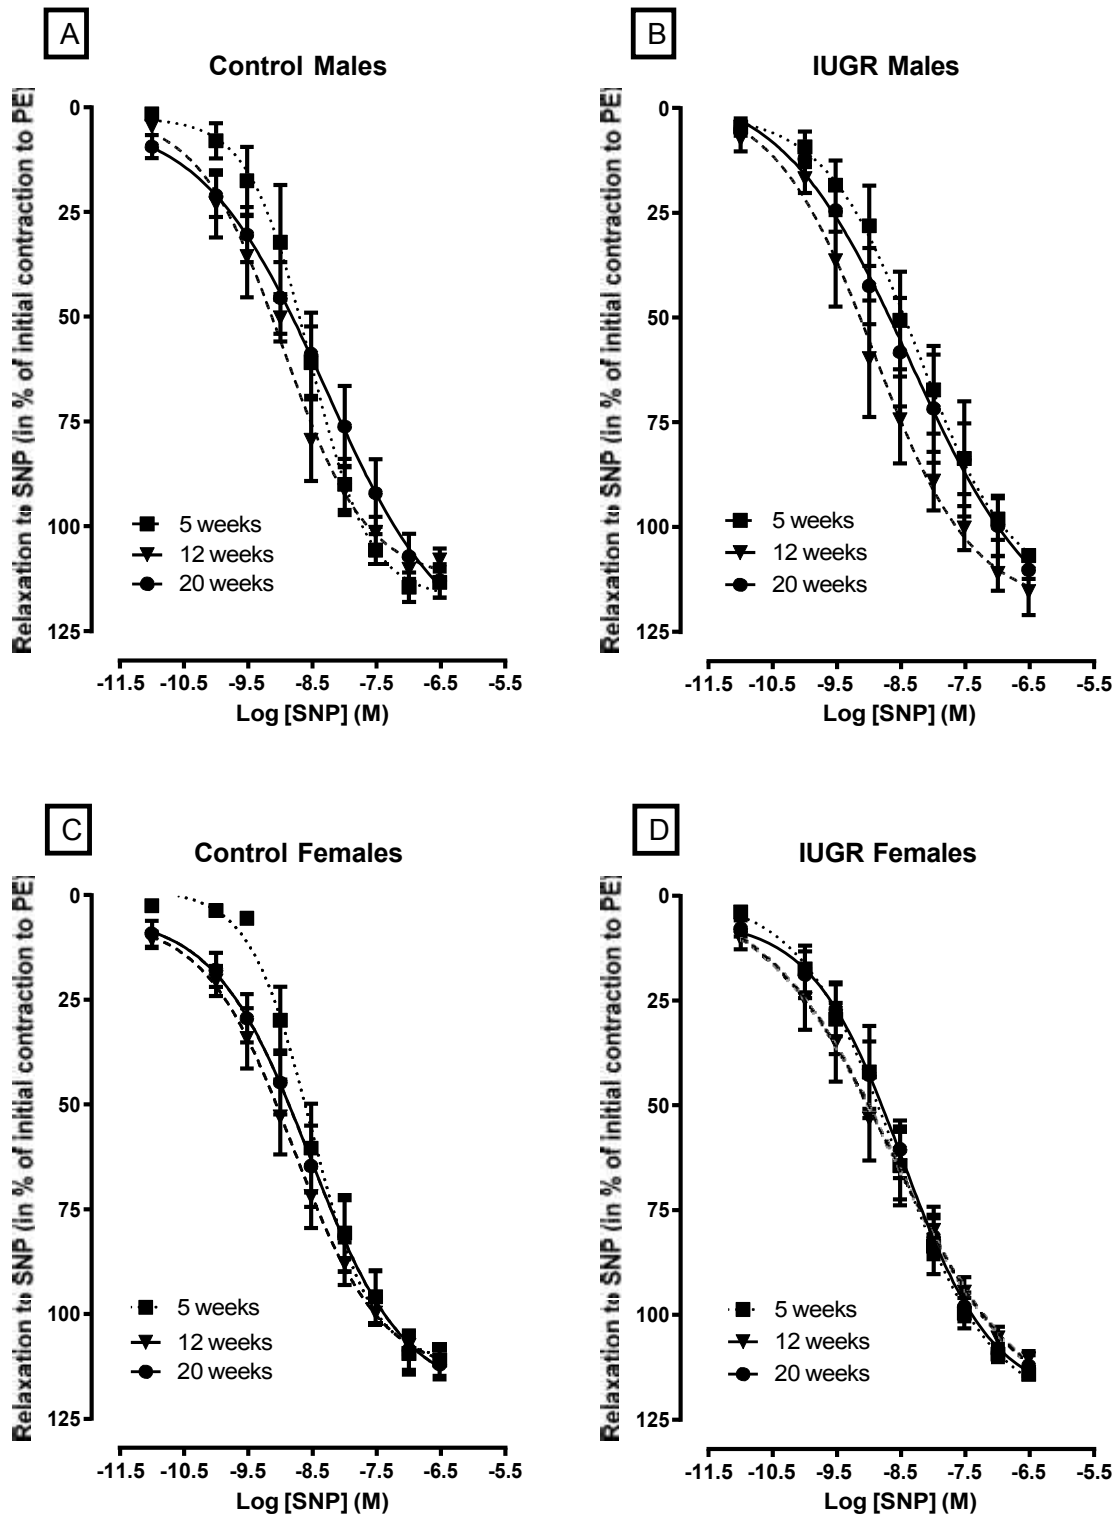 A
Control Males
Relaxation to SNP (in % of initial contraction to PE
0
25
50
75
100
125
5 weeks
12 weeks
20 weeks
-11.5 -10.5 -9.5 -8.5 -7.5 -6.5 -5.5
Log [SNP] (M)
B
IUGR Males
Relaxation to SNP (in % of initial contraction to PE
0
25
50
75
100
125
5 weeks
12 weeks
20 weeks
-11.5 -10.5 -9.5 -8.5 -7.5 -6.5 -5.5
Log [SNP] (M)
C
Control Females
Relaxation to SNP (in % of initial contraction to PE
0
25
50
75
100
125
5 weeks
12 weeks
20 weeks
-11.5 -10.5 -9.5 -8.5 -7.5 -6.5 -5.5
Log [SNP] (M)
D
IUGR Females
Relaxation to SNP (in % of initial contraction to PE
0
25
50
75
100
125
5 weeks
12 weeks
20 weeks
-11.5 -10.5 -9.5 -8.5 -7.5 -6.5 -5.5
Log [SNP] (M)